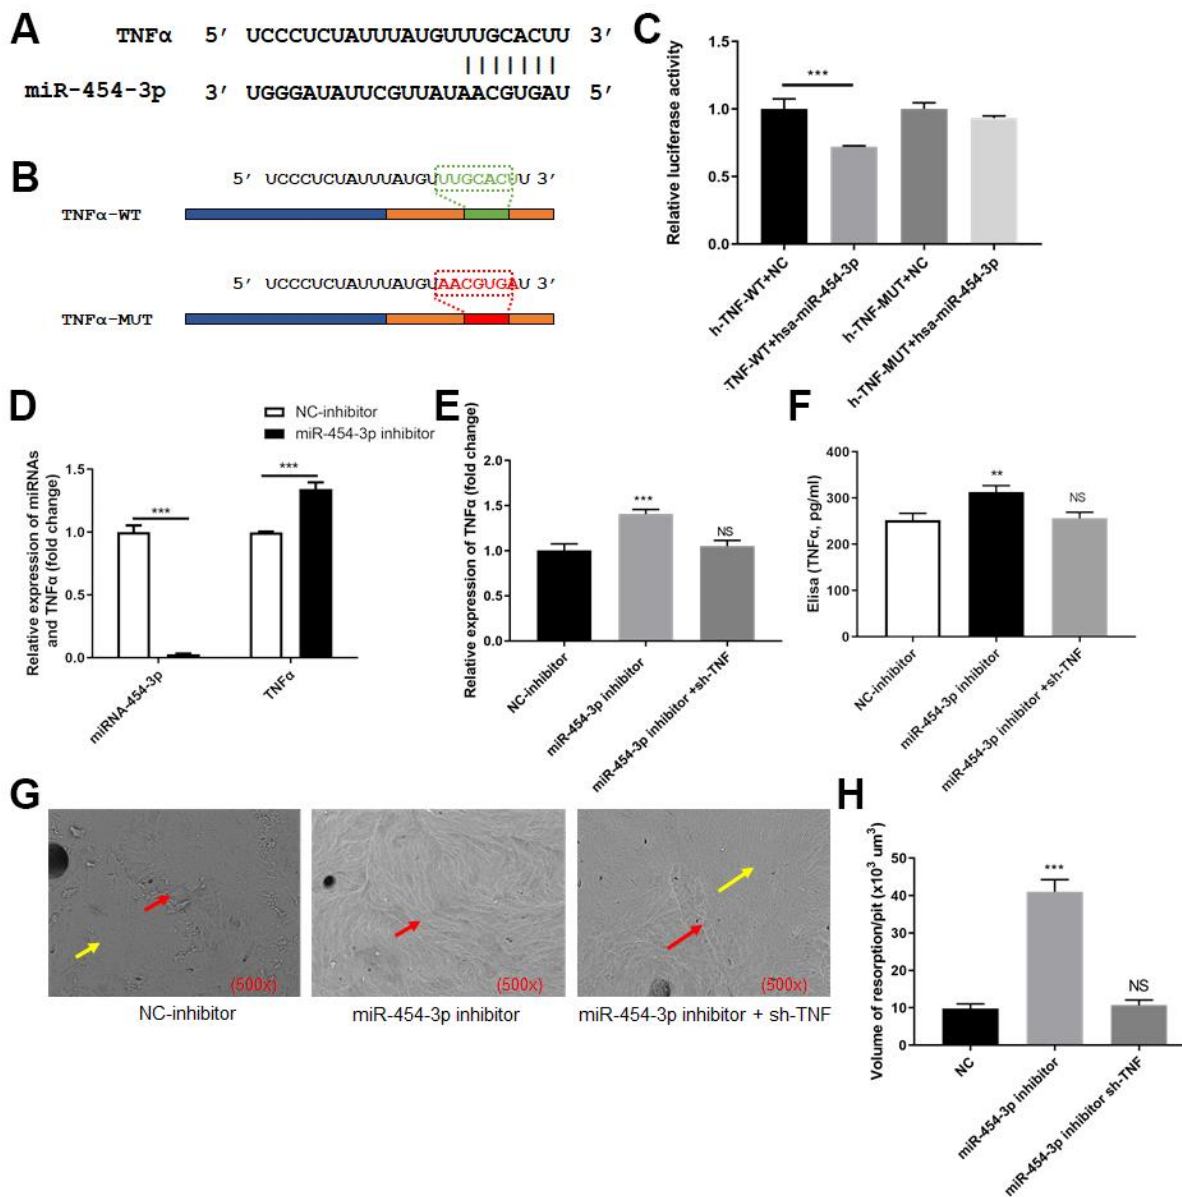 A
TNFα 5′ UCCCUCUAUUUAUGUUUGCACUU 3′
miR-454-3p 3′ UGGGAUAUUCGUUAUAACGUGAU 5′
B
5′ UCCCUCUAUUUAUGUUUGCACUU 3′
TNFα-WT
5′ UCCCUCUAUUUAUGUAACGUGAU 3′
TNFα-MUT
C
Relative luciferase activity
1.5
1.0
0.5
0.0
***
h-TNF-WT+NC
-TNF-WT+hsa-miR-454-3p
h-TNF-MUT+NC
h-TNF-MUT+hsa-miR-454-3p
D
NC-inhibitor
miR-454-3p inhibitor
Relative expression of miRNAs
and TNFα (fold change)
1.5
1.0
0.5
0.0
***
***
miRNA-454-3p
TNFα
E
Relative expression of TNFα (fold change)
2.0
1.5
1.0
0.5
0.0
***
NS
NC-inhibitor
miR-454-3p inhibitor
miR-454-3p inhibitor +sh-TNF
F
Elisa (TNFα, pg/ml)
400
300
200
100
0
**
NS
NC-inhibitor
miR-454-3p inhibitor
miR-454-3p inhibitor +sh-TNF
G
(500x)
(500x)
(500x)
NC-inhibitor
miR-454-3p inhibitor
miR-454-3p inhibitor + sh-TNF
H
Volume of resorption/pit (x10³ um³)
50
40
30
20
10
0
***
NS
NC
miR-454-3p inhibitor
miR-454-3p inhibitor sh-TNF